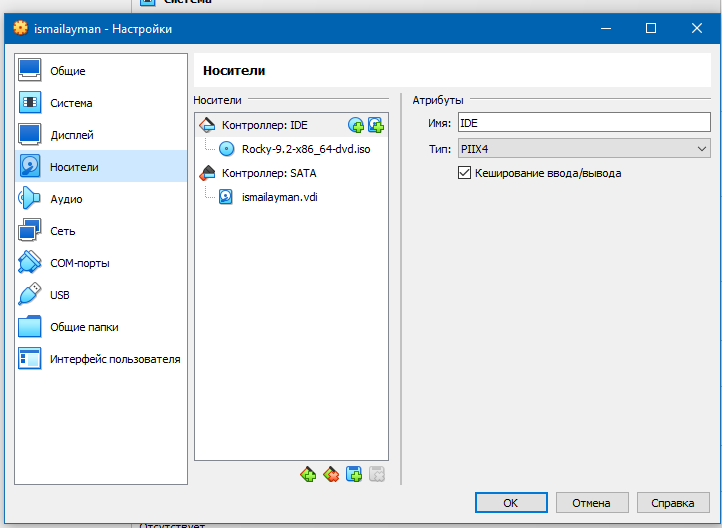 Система
ismailayman - Настройки
Общие
Система
Дисплей
Носители
Аудио
Сеть
COM-порты
USB
Общие папки
Интерфейс пользователя
Носители
Носители
Контроллер: IDE
Rocky-9.2-x86_64-dvd.iso
Контроллер: SATA
ismailayman.vdi
Атрибуты
Имя: IDE
Тип: PIIX4
Кеширование ввода/вывода
OK
Отмена
Справка
Отсутствует